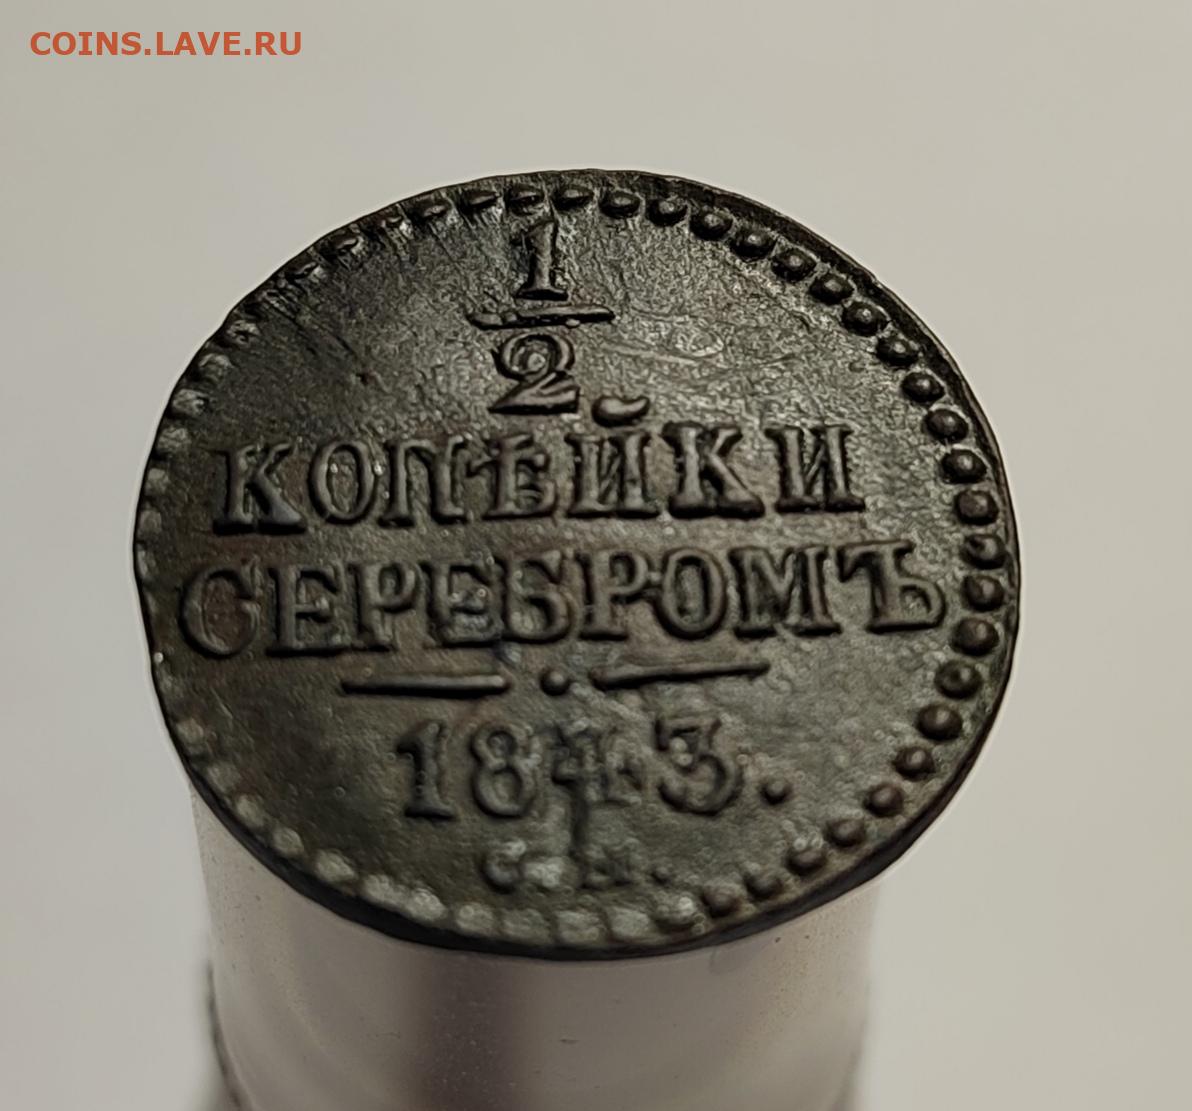 COINS.LAVE.RU
1
2
КОПѢЙКИ
СЕРЕБРОМЪ
1843.
С.М.